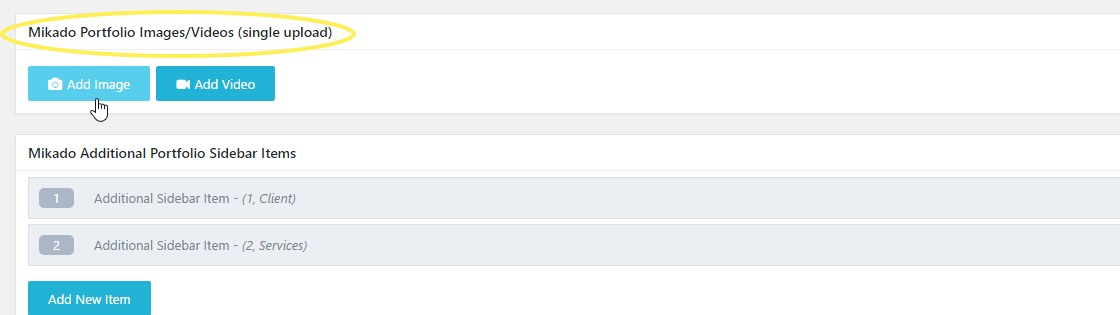 Mikado Portfolio Images/Videos (single upload)
Add Image
Add Video
Mikado Additional Portfolio Sidebar Items
1 Additional Sidebar Item - (1, Client)
2 Additional Sidebar Item - (2, Services)
Add New Item